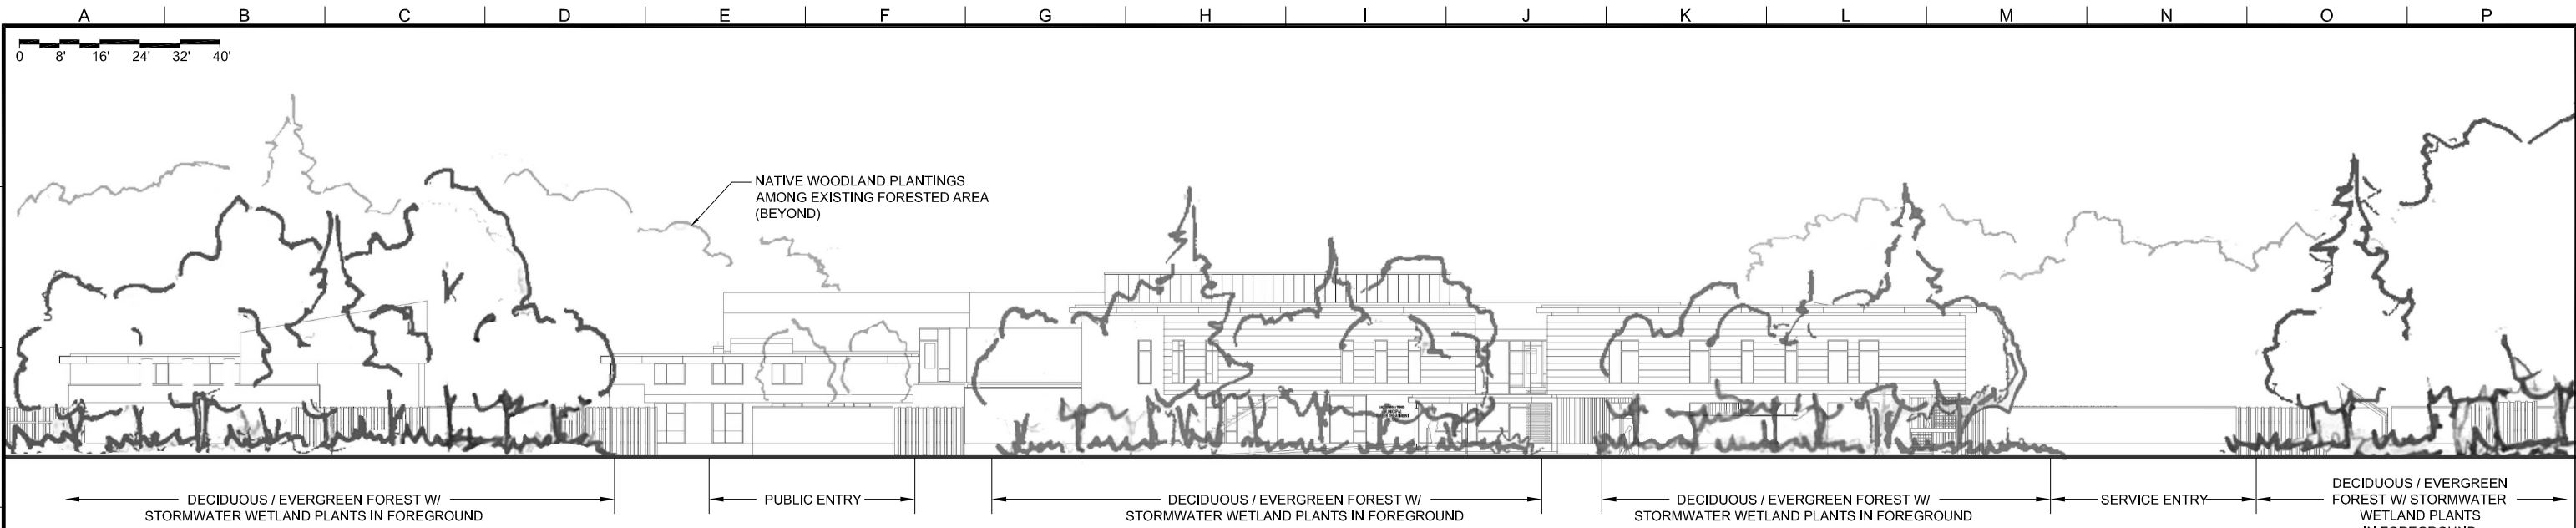 A B C D E F G H I J K L M N O P
0 8' 16' 24' 32' 40'
NATIVE WOODLAND PLANTINGS
AMONG EXISTING FORESTED AREA
(BEYOND)
DECIDUOUS / EVERGREEN FOREST W/
STORMWATER WETLAND PLANTS IN FOREGROUND
PUBLIC ENTRY
DECIDUOUS / EVERGREEN FOREST W/
STORMWATER WETLAND PLANTS IN FOREGROUND
DECIDUOUS / EVERGREEN FOREST W/
STORMWATER WETLAND PLANTS IN FOREGROUND
SERVICE ENTRY
DECIDUOUS / EVERGREEN
FOREST W/ STORMWATER
WETLAND PLANTS
IN FOREGROUND